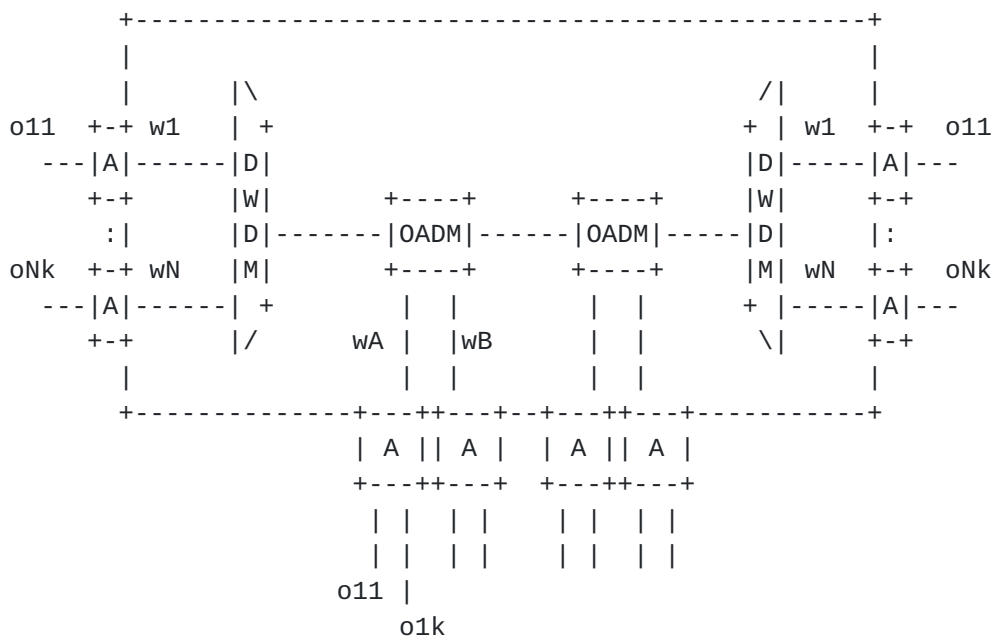 +-----------------------------------------------+
       |                                               |
       |      |\                                /|     |
o11  +-+ w1   | +                              + | w1  +-+  o11
  ---|A|------|D|                              |D|-----|A|---
     +-+      |W|       +----+      +----+     |W|     +-+
      :|      |D|-------|OADM|------|OADM|-----|D|     |:
oNk  +-+ wN   |M|       +----+      +----+     |M| wN  +-+  oNk
  ---|A|------| +        |  |        |  |      + |-----|A|---
     +-+      |/      wA |  |wB      |  |       \|     +-+
       |                 |  |        |  |              |
       +--------------+---++---+--+---++---+-----------+
                      | A || A |  | A || A |
                      +---++---+  +---++---+
                       | |  | |    | |  | |
                       | |  | |    | |  | |
                     o11 |
                         o1k